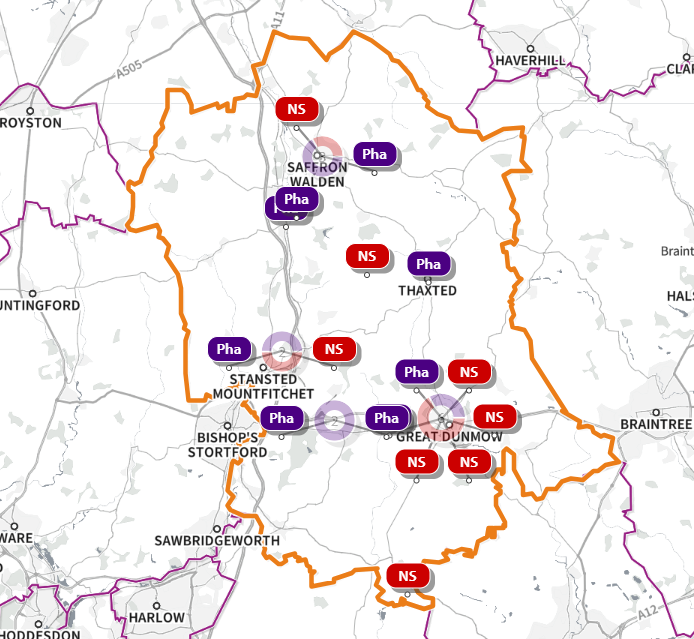 A11
A505
HAVERHILL
CLA
ROYSTON
NS
Pha
SAFFRON
WALDEN
Pha
NS
Pha
Braint
THAXTED
HALS
UNTINGFORD
Pha
2
NS
STANSTED
MOUNTFITCHET
Pha
NS
Pha
2
Pha
NS
GREAT DUNMOW
BRAINTREE
BISHOP'S
STORTFORD
NS
NS
WARE
SAWBRIDGEWORTH
NS
HARLOW
A12
HODDESDON